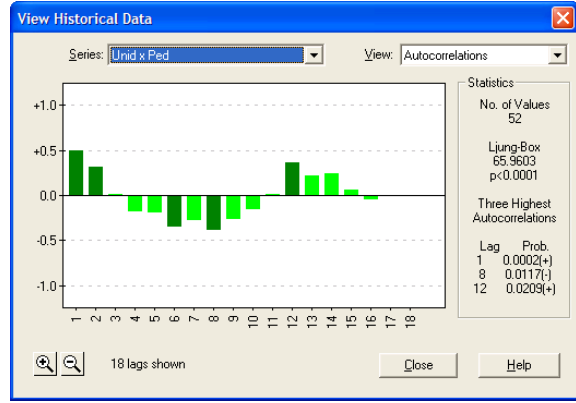 View Historical Data
Series: Unid x Ped
View: Autocorrelations
+1.0
+0.5
0.0
-0.5
-1.0
1 2 3 4 5 6 7 8 9 10 11 12 13 14 15 16 17 18
Statistics
No. of Values
52
Ljung-Box
65.9603
p<0.0001
Three Highest
Autocorrelations
Lag Prob.
1 0.0002(+)
8 0.0117(-)
12 0.0209(+)
18 lags shown
Close
Help